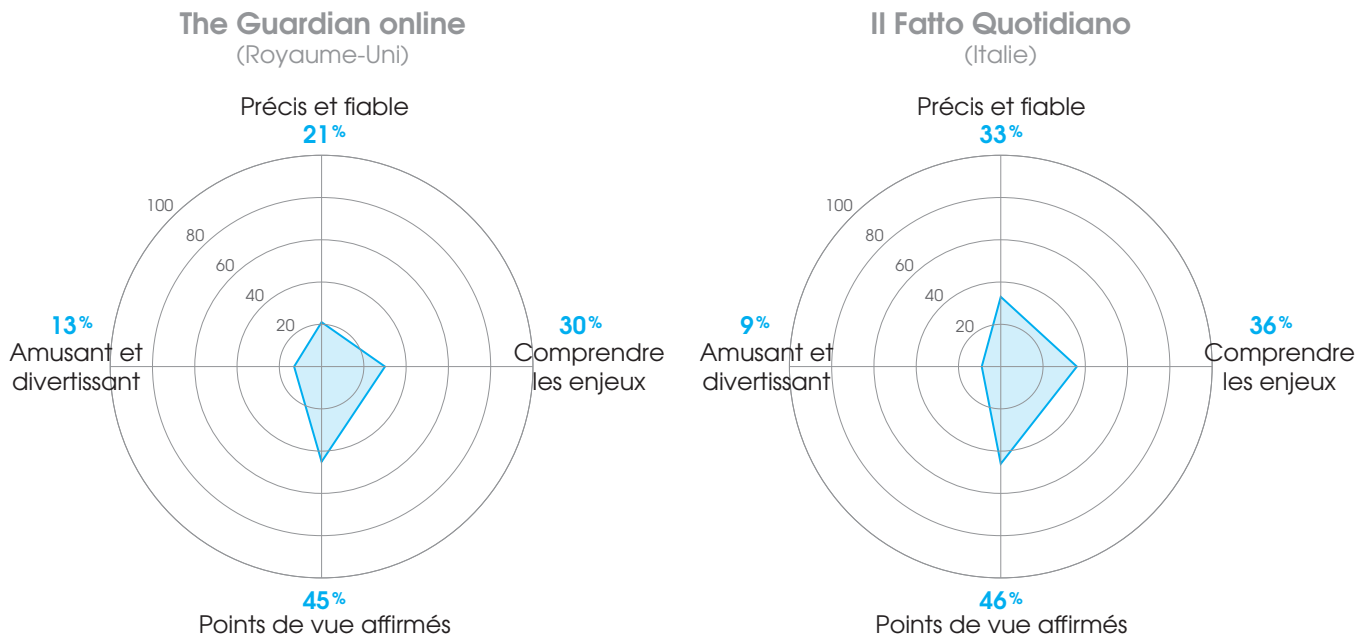 The Guardian online
(Royaume-Uni)
Précis et fiable
21%
100
80
60
40
20
13%
Amusant et
divertissant
30%
Comprendre
les enjeux
45%
Points de vue affirmés
Il Fatto Quotidiano
(Italie)
Précis et fiable
33%
100
80
60
40
20
9%
Amusant et
divertissant
36%
Comprendre
les enjeux
46%
Points de vue affirmés